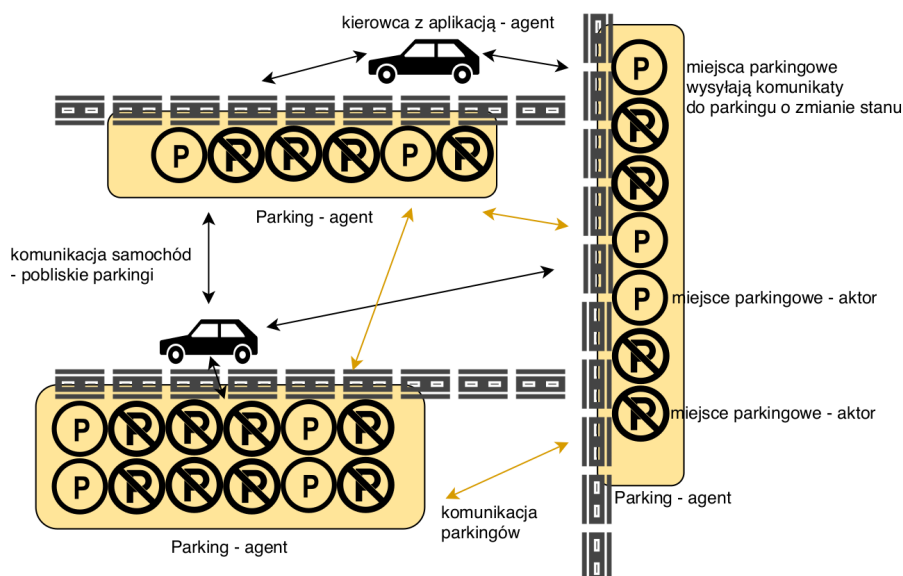 kierowca z aplikacją - agent
P
miejsca parkingowe
wysyłają komunikaty
do parkingu o zmianie stanu
P
P P P P P P
P
Parking - agent
P
komunikacja samochód
- pobliskie parkingi
P
miejsce parkingowe - aktor
P
P
miejsce parkingowe - aktor
P P P P P P
P P P P P P
komunikacja
parkingów
Parking - agent
Parking - agent